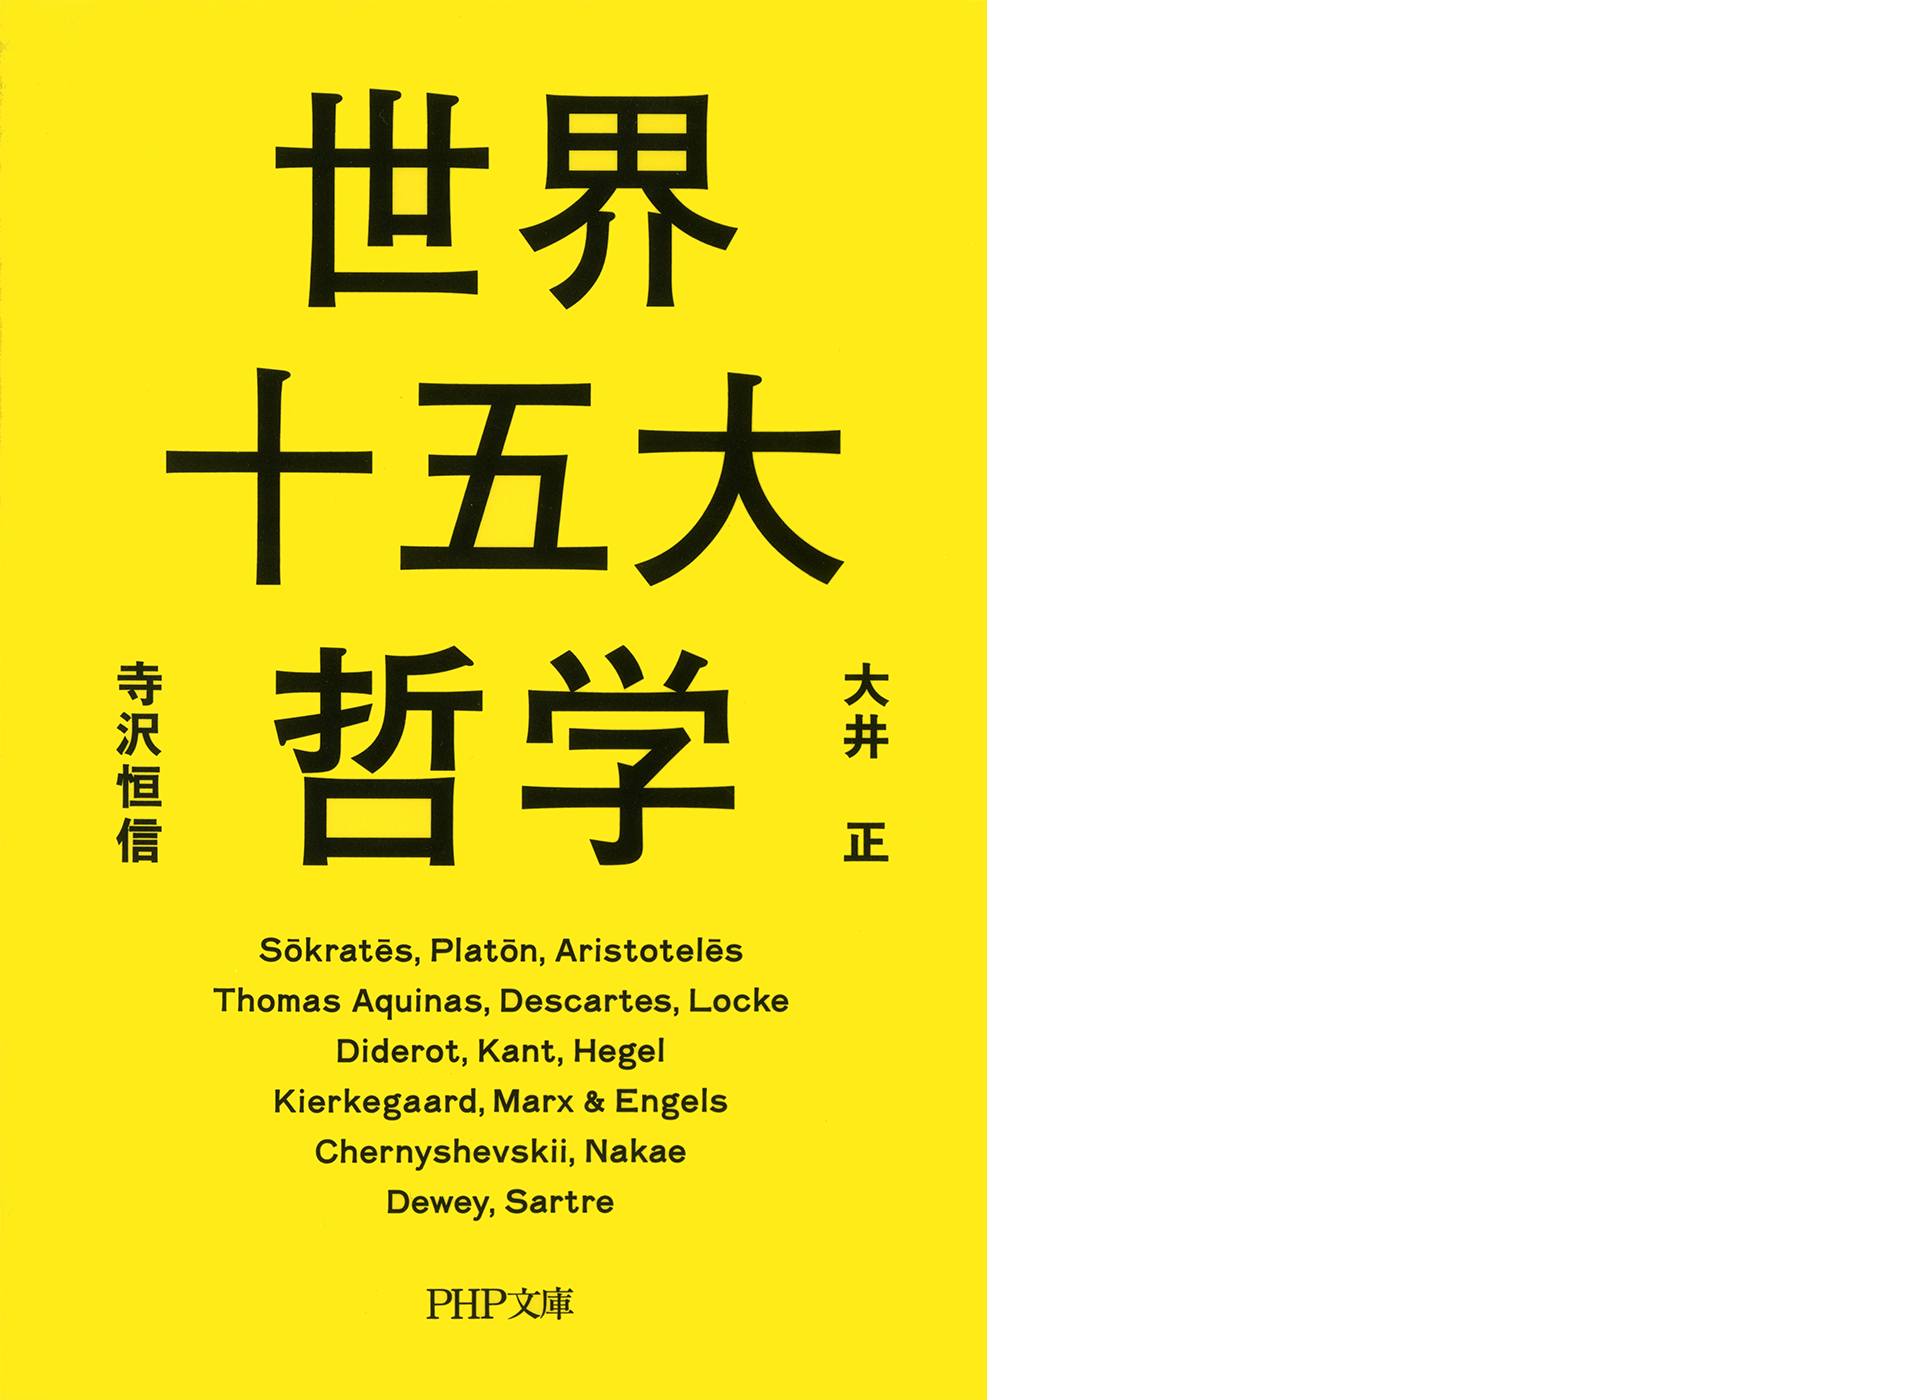 世界
十五大
哲学
大井 正
寺沢恒信
Sōkratēs, Platōn, Aristotelēs
Thomas Aquinas, Descartes, Locke
Diderot, Kant, Hegel
Kierkegaard, Marx & Engels
Chernyshevskii, Nakae
Dewey, Sartre
PHP文庫